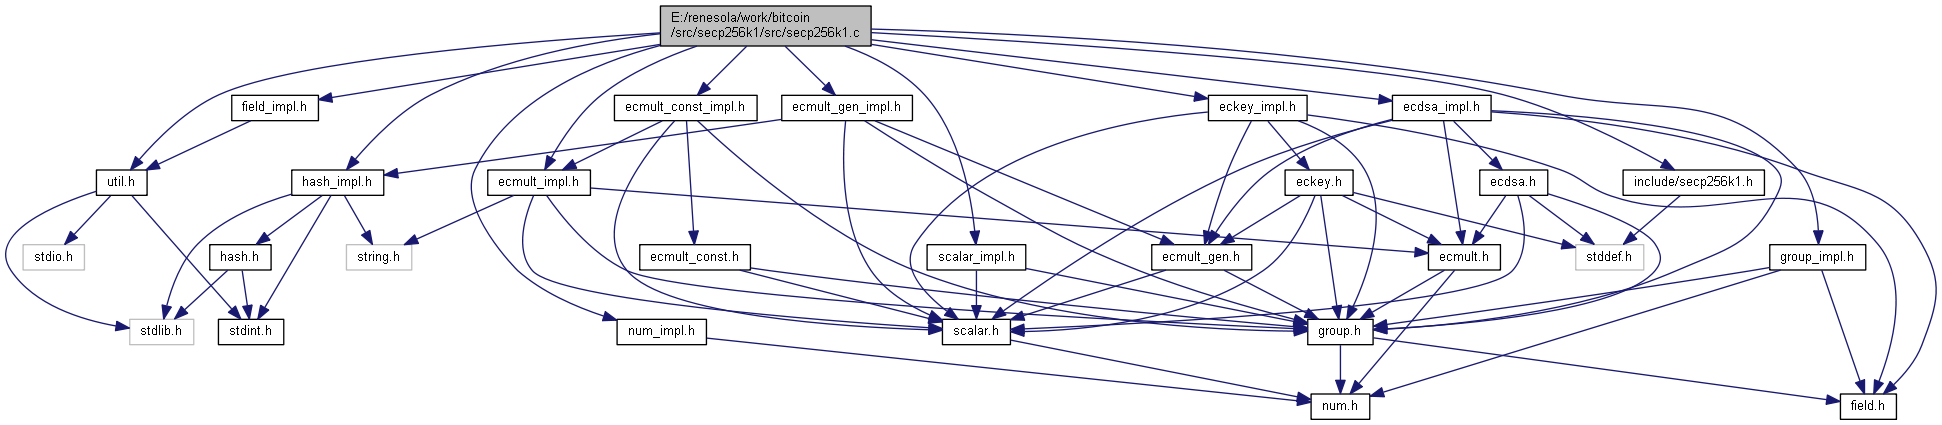 E:/renesola/work/bitcoin
/src/secp256k1/src/secp256k1.c
field_impl.h
ecmult_const_impl.h
ecmult_gen_impl.h
eckey_impl.h
ecdsa_impl.h
util.h
hash_impl.h
ecmult_impl.h
eckey.h
ecdsa.h
include/secp256k1.h
stdio.h
hash.h
string.h
ecmult_const.h
scalar_impl.h
ecmult_gen.h
ecmult.h
stddef.h
group_impl.h
stdlib.h
stdint.h
num_impl.h
scalar.h
group.h
num.h
field.h